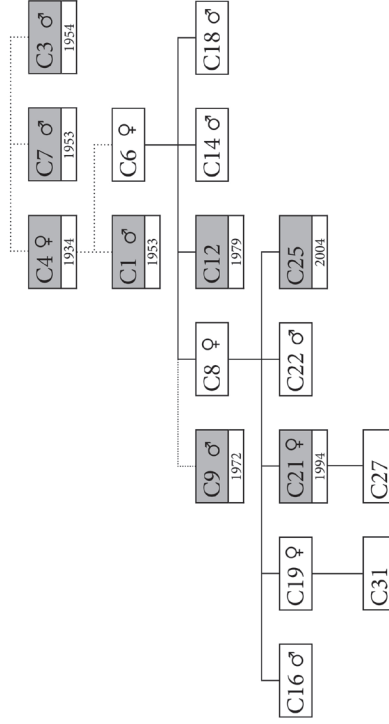 C4 ♀
1934
C7 ♂
1953
C3 ♂
1954
C1 ♂
1953
C6 ♀
C9 ♂
1972
C8 ♀
C12
1979
C14 ♂
C18 ♂
C16 ♂
C19 ♀
C21 ♀
1994
C22 ♂
C25
2004
C31
C27